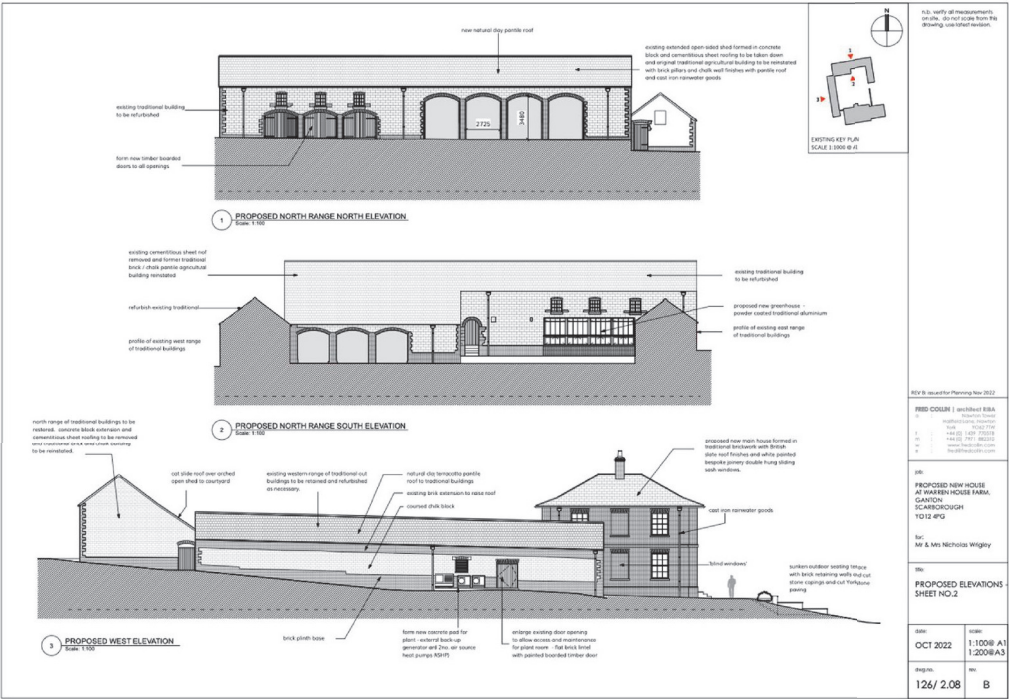 new natural clay pantile roof
existing extended open sided shed formed in concrete
block and cementitious sheet roofing to be taken down
and original traditional agricultural building to be reinstated
with brick pillars and chalk wall finishes with pantile roof
and cast iron rainwater goods
existing traditional building
to be refurbished
form new timber boarded
doors to all openings
2725
3480
1 PROPOSED NORTH RANGE NORTH ELEVATION
Scale: 1:100
N
1
2
3
EXISTING KEY PLAN
SCALE 1:1000 @ A1
n.b. verify all measurements
on site, do not scale from this
drawing, use latest revision.
existing cementitious sheet roof
removed and former traditional
brick / chalk pantile agricultural
building reinstated
refurbish existing traditional
profile of existing west range
of traditional buildings
existing traditional building
to be refurbished
proposed new greenhouse -
powder coated traditional aluminium
profile of existing east range
of traditional buildings
2 PROPOSED NORTH RANGE SOUTH ELEVATION
Scale: 1:100
north range of traditional buildings to be
restored. concrete block extension and
cementitious sheet roofing to be removed
and traditional brick and chalk building
to be reinstated.
cat slide roof over arched
open shed to courtyard
existing western range of traditional out
buildings to be retained and refurbished
as necessary.
natural clay terracotta pantile
roof to traditional buildings
existing brick extension to raise roof
coursed chalk block
proposed new main house formed in
traditional brickwork with British
slate roof finishes and white painted
bespoke joinery double hung sliding
sash windows.
cast iron rainwater goods
'blind windows'
sunken outdoor seating terrace
with brick retaining walls and cut
stone copings and cut Yorkstone
paving
brick plinth base
form new concrete pad for
plant - external back-up
generator and 2no. air source
heat pumps (ASHP)
enlarge existing door opening
to allow access and maintenance
for plant room - flat brick lintel
with painted boarded timber door
3 PROPOSED WEST ELEVATION
Scale: 1:100
REV B: issued for Planning Nov 2022
FRED COLLIN | architect RIBA
job:
PROPOSED NEW HOUSE
AT WARREN HOUSE FARM,
GANTON
SCARBOROUGH
YO12 4PG
for:
Mr & Mrs Nicholas Wrigley
title:
PROPOSED ELEVATIONS -
SHEET NO.2
date:
OCT 2022
scale:
1:100@ A1
1:200@A3
dwg.no.
126/ 2.08
rev.
B